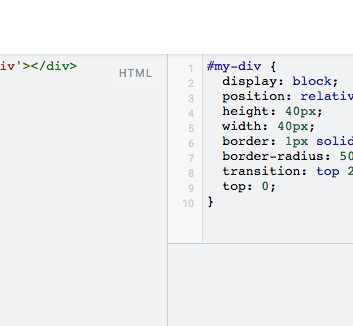 iv'></div>
HTML
1 #my-div {
2 display: block;
3 position: relativ
4 height: 40px;
5 width: 40px;
6 border: 1px solid
7 border-radius: 50
8 transition: top 2
9 top: 0;
10 }